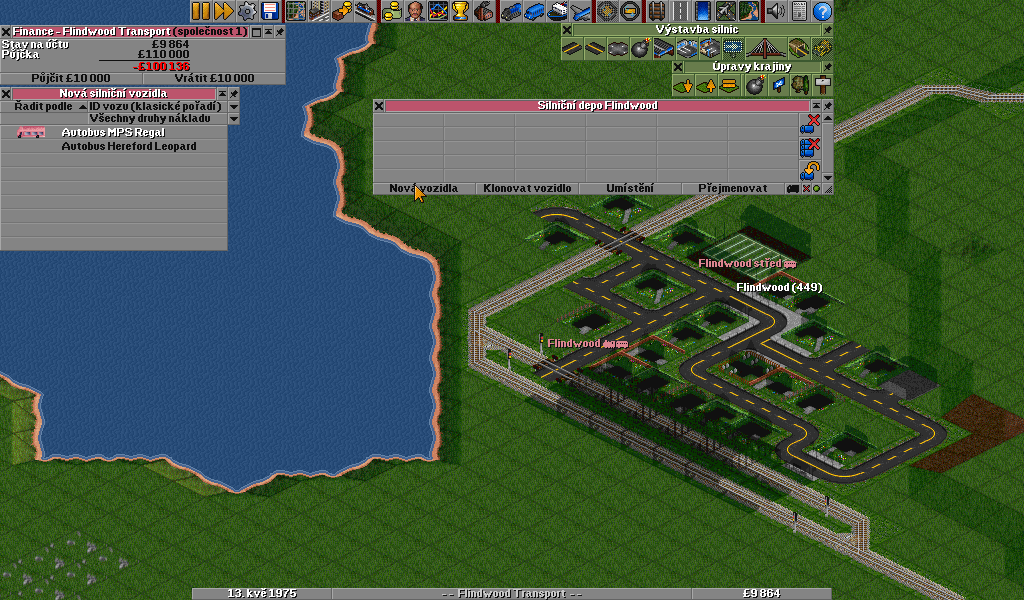 Finance - Flindwood Transport (společnost 1)
Stav na účtu £9 864
Půjčka £110 000
-£100 136
Půjčit £10 000 Vrátit £10 000
Nová silniční vozidla
Řadit podle ID vozu (klasické pořadí)
Všechny druhy nákladu
Autobus MPS Regal
Autobus Hereford Leopard
Výstavba silnic
Úpravy krajiny
Silniční depo Flindwood
Nová vozidla Klonovat vozidlo Umístění Přejmenovat
Flindwood střed
Flindwood (449)
Flindwood
13. kvě 1975 -- Flindwood Transport -- £9 864